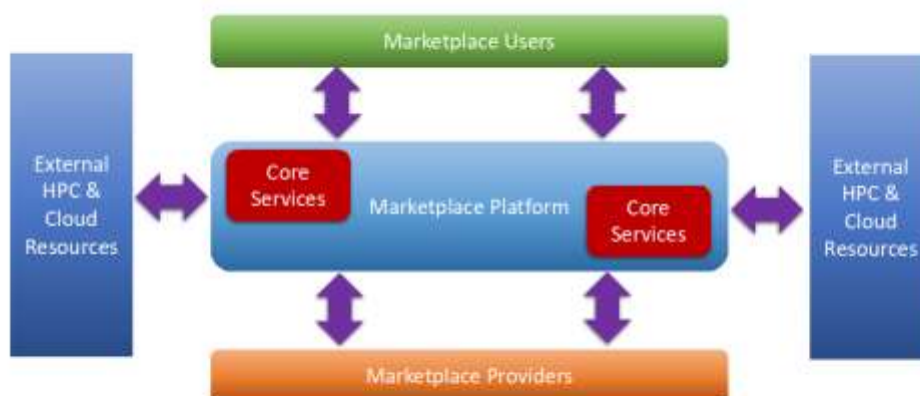 Marketplace Users
External
HPC &
Cloud
Resources
Core
Services
Marketplace Platform
Core
Services
External
HPC &
Cloud
Resources
Marketplace Providers